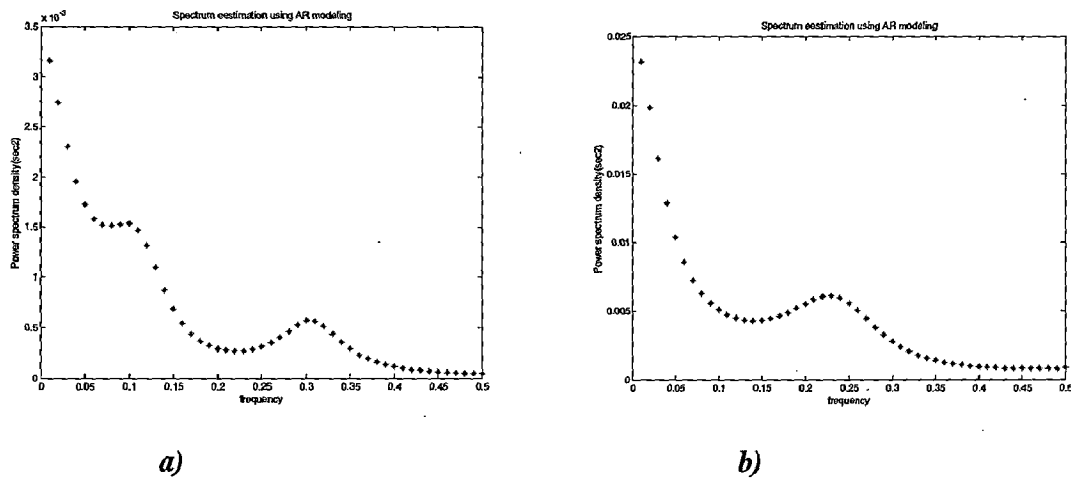 Spectrum eestimation using AR modeling
x 10⁻³
3.5
3
2.5
2
1.5
1
0.5
0
Power spectrum density(sec2)
0 0.05 0.1 0.15 0.2 0.25 0.3 0.35 0.4 0.45 0.5
frequency
a)
Spectrum eestimation using AR modeling
0.025
0.02
0.015
0.01
0.005
0
Power spectrum density(sec2)
0 0.05 0.1 0.15 0.2 0.25 0.3 0.35 0.4 0.45 0.5
frequency
b)